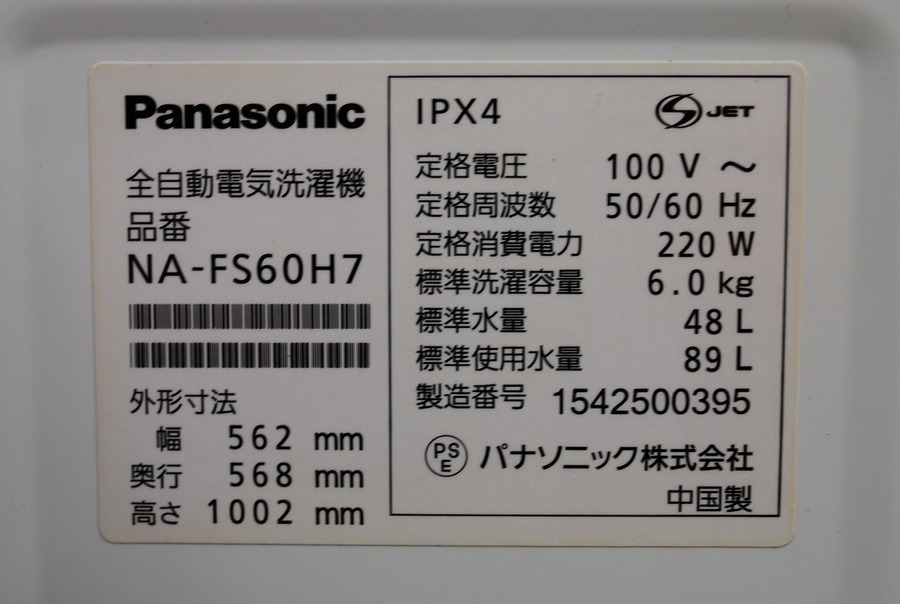 Panasonic
全自動電気洗濯機
品番
NA-FS60H7
外形寸法
幅 562 mm
奥行 568 mm
高さ 1002 mm
IPX4
S JET
定格電圧 100 V ～
定格周波数 50/60 Hz
定格消費電力 220 W
標準洗濯容量 6.0 kg
標準水量 48 L
標準使用水量 89 L
製造番号 1542500395
PS E パナソニック株式会社
中国製